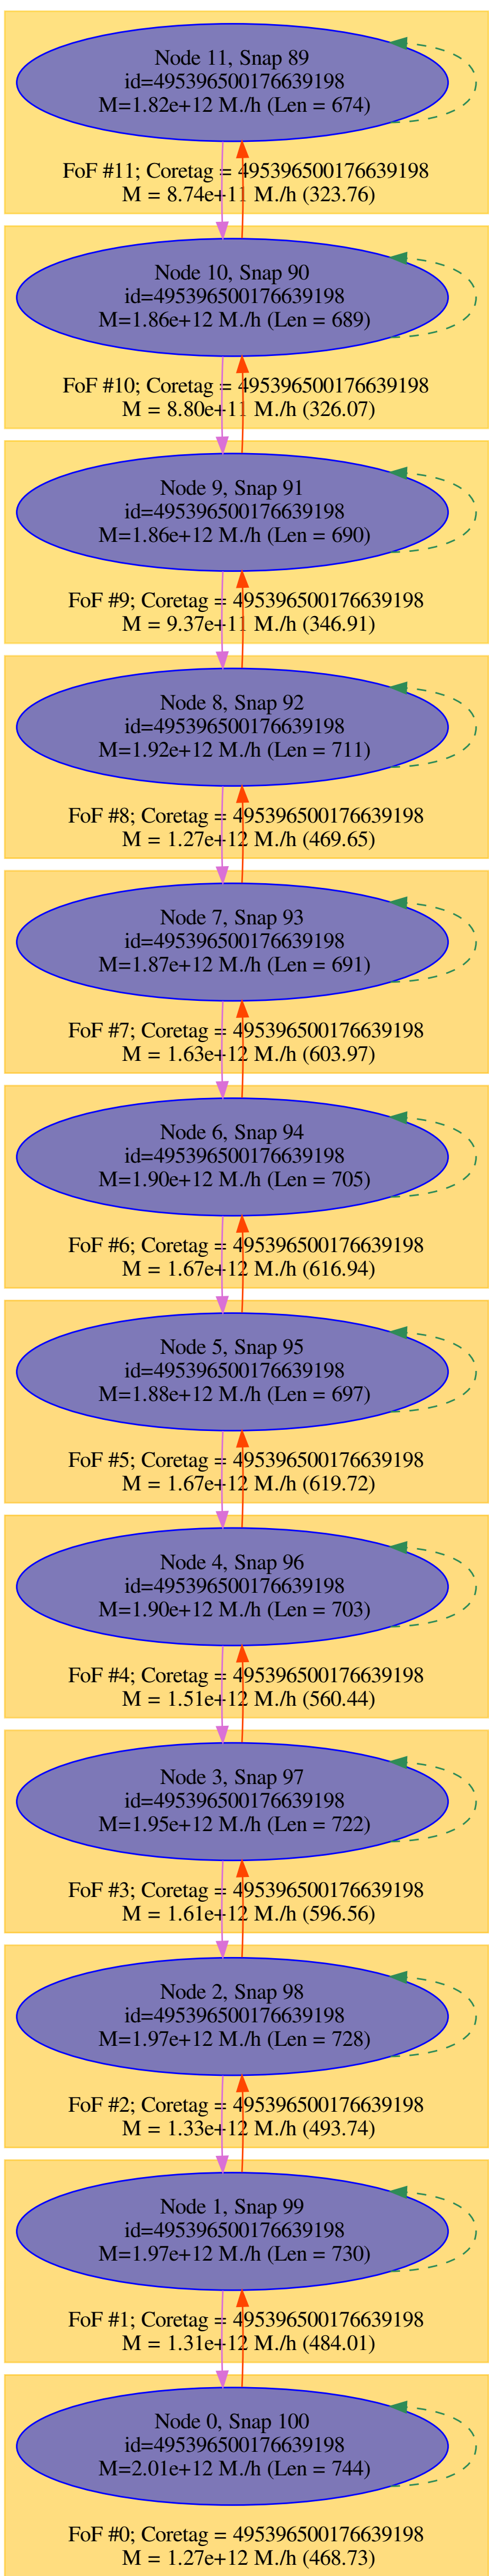 Node 11, Snap 89
id=495396500176639198
M=1.82e+12 M./h (Len = 674)
FoF #11; Coretag = 495396500176639198
M = 8.74e+11 M./h (323.76)
Node 10, Snap 90
id=495396500176639198
M=1.86e+12 M./h (Len = 689)
FoF #10; Coretag = 495396500176639198
M = 8.80e+11 M./h (326.07)
Node 9, Snap 91
id=495396500176639198
M=1.86e+12 M./h (Len = 690)
FoF #9; Coretag = 495396500176639198
M = 9.37e+11 M./h (346.91)
Node 8, Snap 92
id=495396500176639198
M=1.92e+12 M./h (Len = 711)
FoF #8; Coretag = 495396500176639198
M = 1.27e+12 M./h (469.65)
Node 7, Snap 93
id=495396500176639198
M=1.87e+12 M./h (Len = 691)
FoF #7; Coretag = 495396500176639198
M = 1.63e+12 M./h (603.97)
Node 6, Snap 94
id=495396500176639198
M=1.90e+12 M./h (Len = 705)
FoF #6; Coretag = 495396500176639198
M = 1.67e+12 M./h (616.94)
Node 5, Snap 95
id=495396500176639198
M=1.88e+12 M./h (Len = 697)
FoF #5; Coretag = 495396500176639198
M = 1.67e+12 M./h (619.72)
Node 4, Snap 96
id=495396500176639198
M=1.90e+12 M./h (Len = 703)
FoF #4; Coretag = 495396500176639198
M = 1.51e+12 M./h (560.44)
Node 3, Snap 97
id=495396500176639198
M=1.95e+12 M./h (Len = 722)
FoF #3; Coretag = 495396500176639198
M = 1.61e+12 M./h (596.56)
Node 2, Snap 98
id=495396500176639198
M=1.97e+12 M./h (Len = 728)
FoF #2; Coretag = 495396500176639198
M = 1.33e+12 M./h (493.74)
Node 1, Snap 99
id=495396500176639198
M=1.97e+12 M./h (Len = 730)
FoF #1; Coretag = 495396500176639198
M = 1.31e+12 M./h (484.01)
Node 0, Snap 100
id=495396500176639198
M=2.01e+12 M./h (Len = 744)
FoF #0; Coretag = 495396500176639198
M = 1.27e+12 M./h (468.73)